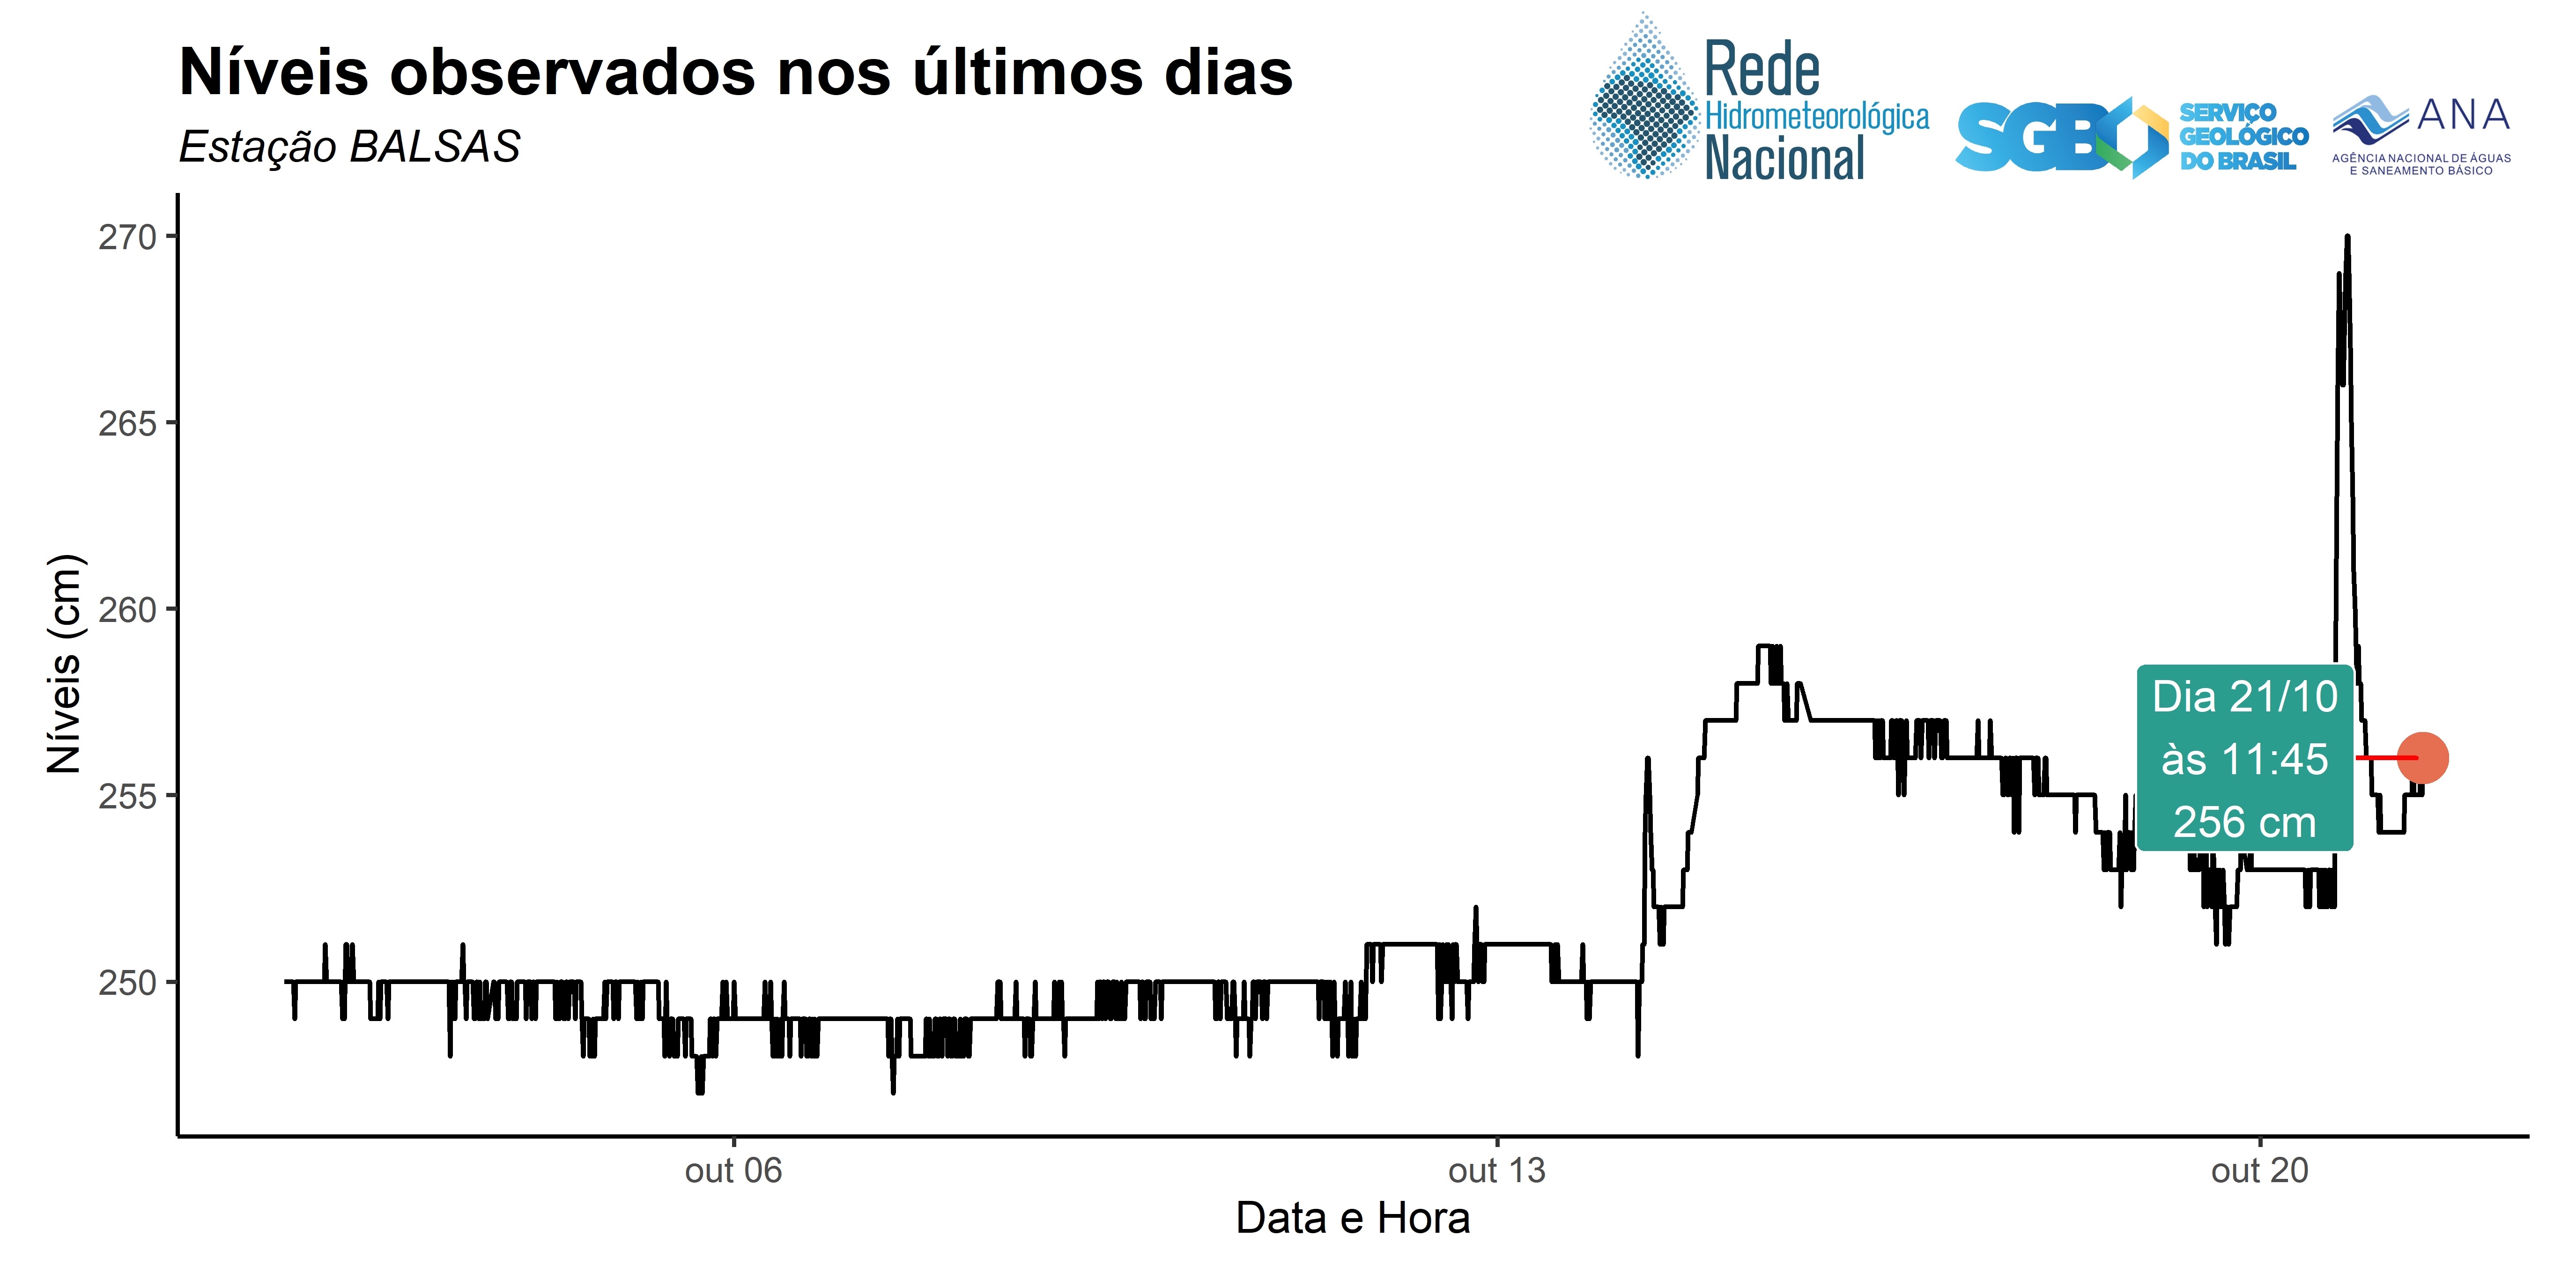 Níveis observados nos últimos dias
Estação BALSAS
Rede
Hidrometeorológica
Nacional
SGB
SERVIÇO
GEOLÓGICO
DO BRASIL
ANA
AGÊNCIA NACIONAL DE ÁGUAS
E SANEAMENTO BÁSICO
Níveis (cm)
270
265
260
255
250
Dia 21/10
às 11:45
256 cm
out 06
out 13
out 20
Data e Hora